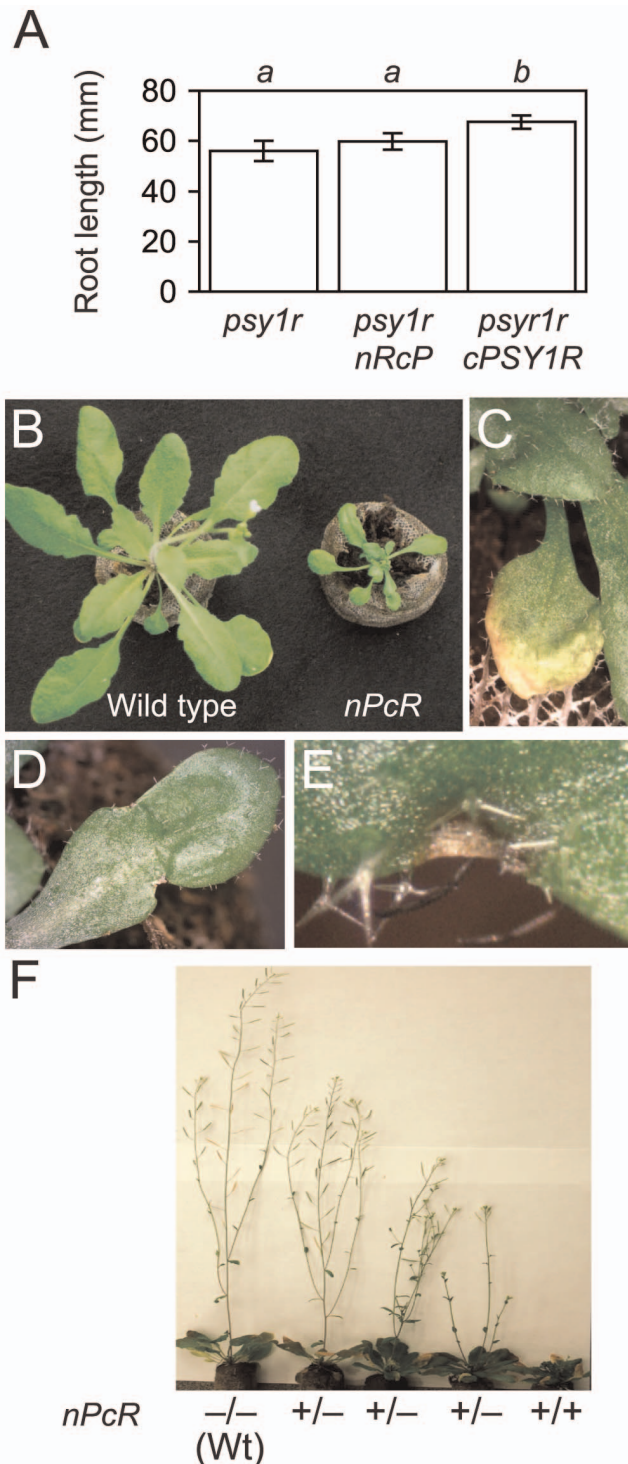 A
a a b
Root length (mm)
80
60
40
20
0
psy1r psy1r psyr1r
nRcP cPSY1R
B
Wild type nPcR
C
D
E
F
nPcR –/– +/– +/– +/– +/+
(Wt)